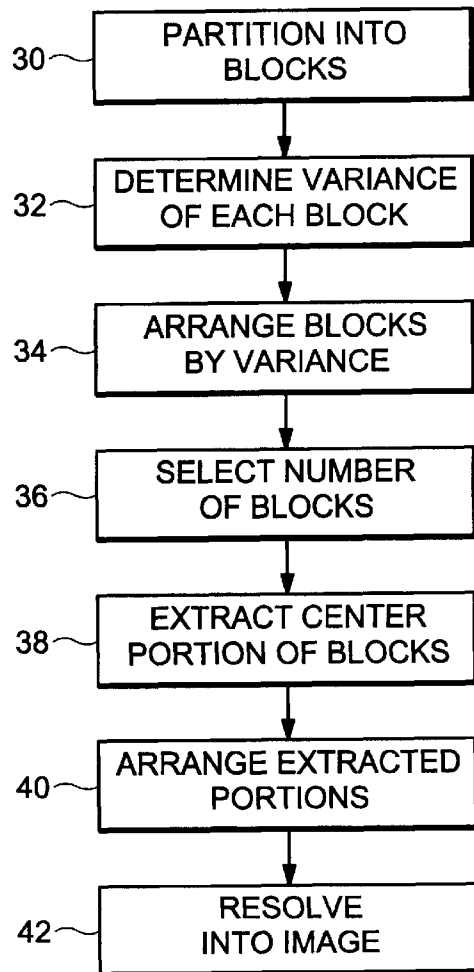 PARTITION INTO
30
BLOCKS
DETERMINE VARIANCE
32
OF EACH BLOCK
ARRANGE BLOCKS
34
BY VARIANCE
SELECT NUMBER
36
OF BLOCKS
EXTRACT CENTER
38
PORTION OF BLOCKS
ARRANGE EXTRACTED
40
PORTIONS
RESOLVE
42
INTO IMAGE